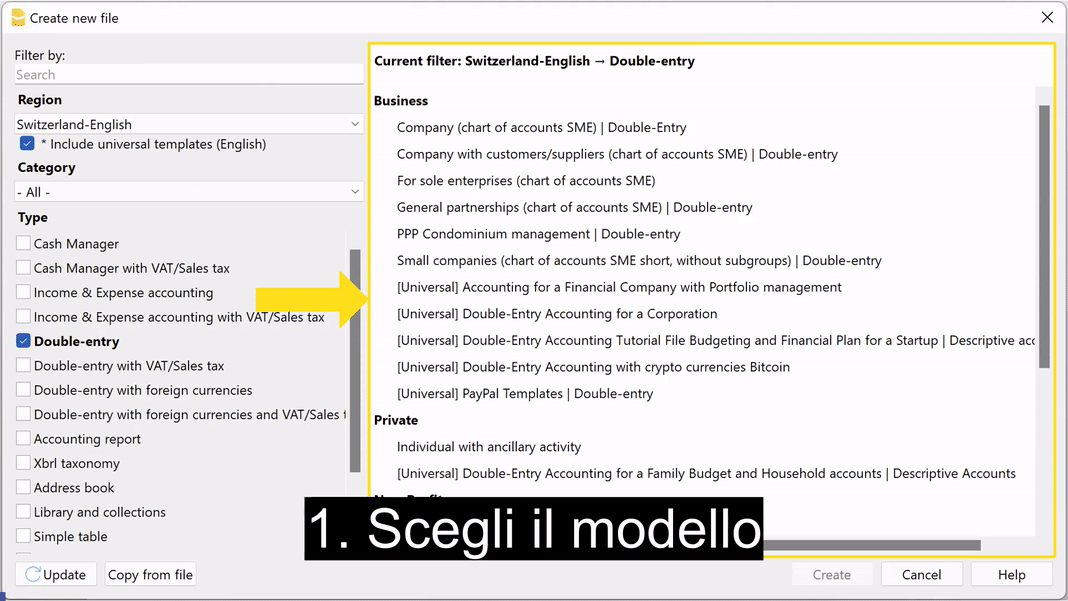 Create new file
Filter by:
Search
Region
Switzerland-English
* Include universal templates (English)
Category
- All -
Type
Cash Manager
Cash Manager with VAT/Sales tax
Income & Expense accounting
Income & Expense accounting with VAT/Sales tax
Double-entry
Double-entry with VAT/Sales tax
Double-entry with foreign currencies
Double-entry with foreign currencies and VAT/Sales
Accounting report
Xbrl taxonomy
Address book
Library and collections
Simple table
Update
Copy from file
Current filter: Switzerland-English → Double-entry
Business
Company (chart of accounts SME) | Double-Entry
Company with customers/suppliers (chart of accounts SME) | Double-entry
For sole enterprises (chart of accounts SME)
General partnerships (chart of accounts SME) | Double-entry
PPP Condominium management | Double-entry
Small companies (chart of accounts SME short, without subgroups) | Double-entry
[Universal] Accounting for a Financial Company with Portfolio management
[Universal] Double-Entry Accounting for a Corporation
[Universal] Double-Entry Accounting Tutorial File Budgeting and Financial Plan for a Startup | Descriptive
[Universal] Double-Entry Accounting with crypto currencies Bitcoin
[Universal] PayPal Templates | Double-entry
Private
Individual with ancillary activity
[Universal] Double-Entry Accounting for a Family Budget and Household accounts | Descriptive Accounts
1. Scegli il modello
Create
Cancel
Help